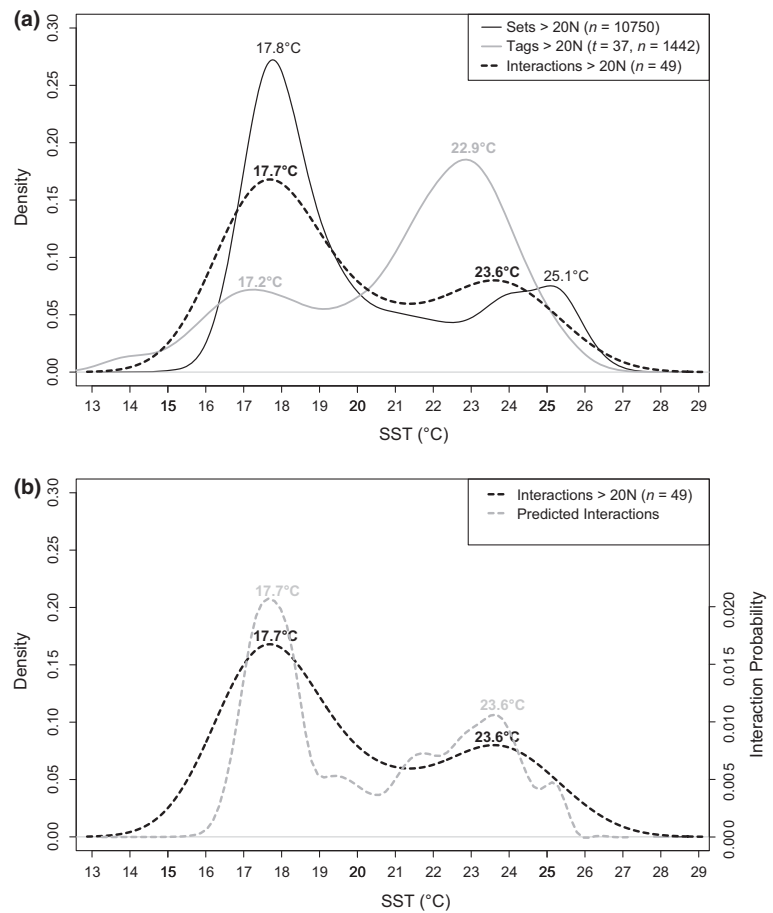 (a)
Sets > 20N (n = 10750)
Tags > 20N (t = 37, n = 1442)
Interactions > 20N (n = 49)
17.8°C
17.7°C
22.9°C
17.2°C
23.6°C
25.1°C
0.30
0.25
0.20
0.15
0.10
0.05
0.00
Density
13 14 15 16 17 18 19 20 21 22 23 24 25 26 27 28 29
SST (°C)
(b)
Interactions > 20N (n = 49)
Predicted Interactions
17.7°C
17.7°C
23.6°C
23.6°C
0.30
0.25
0.20
0.15
0.10
0.05
0.00
Density
0.020
0.015
0.010
0.005
0.000
Interaction Probability
13 14 15 16 17 18 19 20 21 22 23 24 25 26 27 28 29
SST (°C)